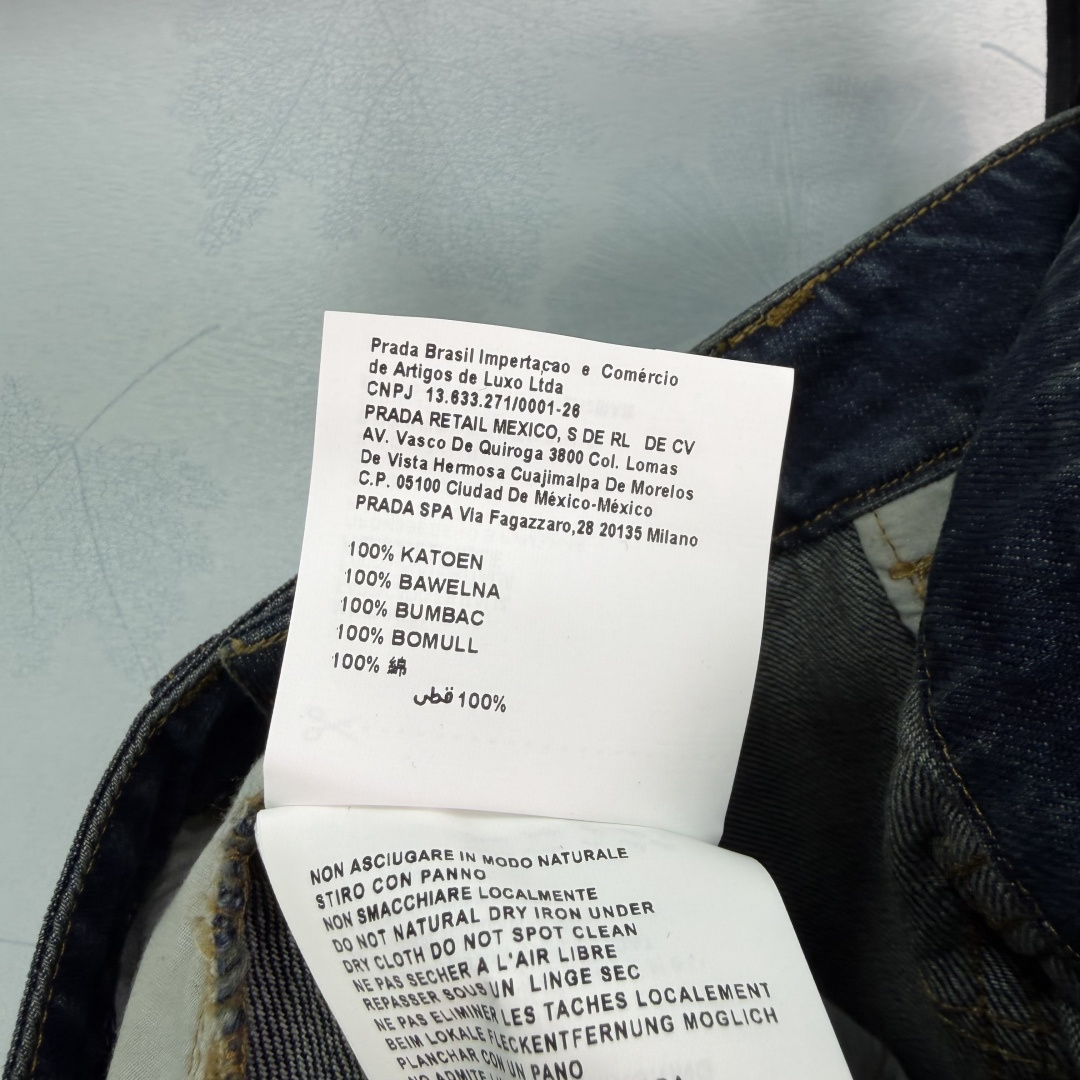 Prada Brasil Impertaçao e Comércio
de Artigos de Luxo Ltda
CNPJ 13.633.271/0001-26
PRADA RETAIL MEXICO, S DE RL DE CV
AV. Vasco De Quiroga 3800 Col. Lomas
De Vista Hermosa Cuajimalpa De Morelos
C.P. 05100 Ciudad De México-México
PRADA SPA Via Fagazzaro,28 20135 Milano
100% KATOEN
100% BAWELNA
100% BUMBAC
100% BOMULL
100% 綿
100% قطن
NON ASCIUGARE IN MODO NATURALE
STIRO CON PANNO
NON SMACCHIARE LOCALMENTE
DO NOT NATURAL DRY IRON UNDER
DRY CLOTH DO NOT SPOT CLEAN
NE PAS SECHER A L'AIR LIBRE
REPASSER SOUS UN LINGE SEC
NE PAS ELIMINER LES TACHES LOCALEMENT
BEIM LOKALE FLECKENTFERNUNG MOGLICH
PLANCHAR CON UN PANO
NO ADMITE